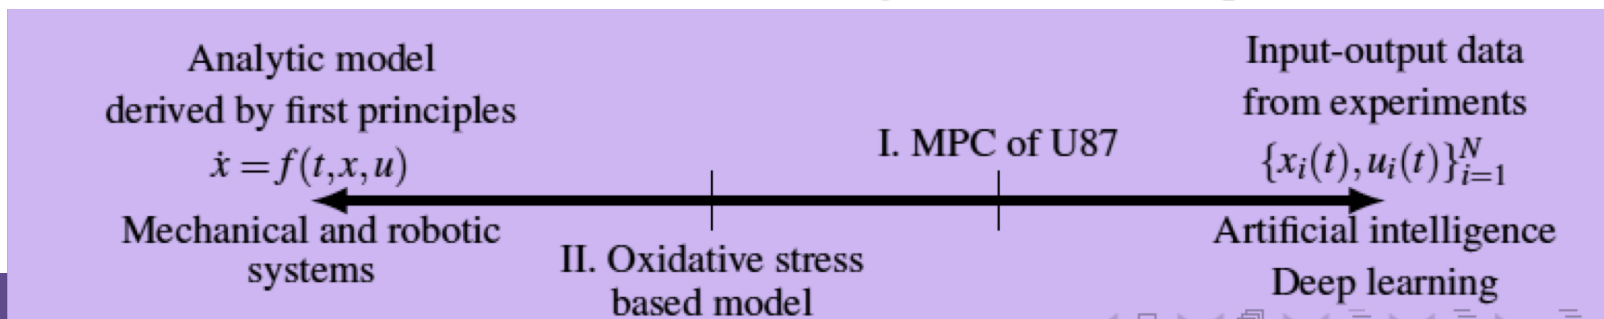 Analytic model
derived by first principles
ẋ = f(t,x,u)
Mechanical and robotic
systems
II. Oxidative stress
based model
I. MPC of U87
Input-output data
from experiments
{xᵢ(t),uᵢ(t)}ᵢ₌₁ᴺ
Artificial intelligence
Deep learning